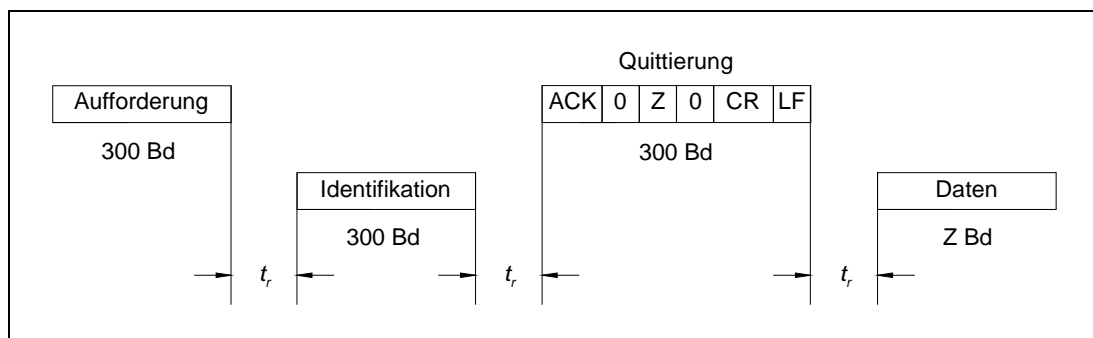 Quittierung
Aufforderung
ACK 0 Z 0 CR LF
300 Bd
300 Bd
Identifikation
Daten
300 Bd
Z Bd
t_r
t_r
t_r